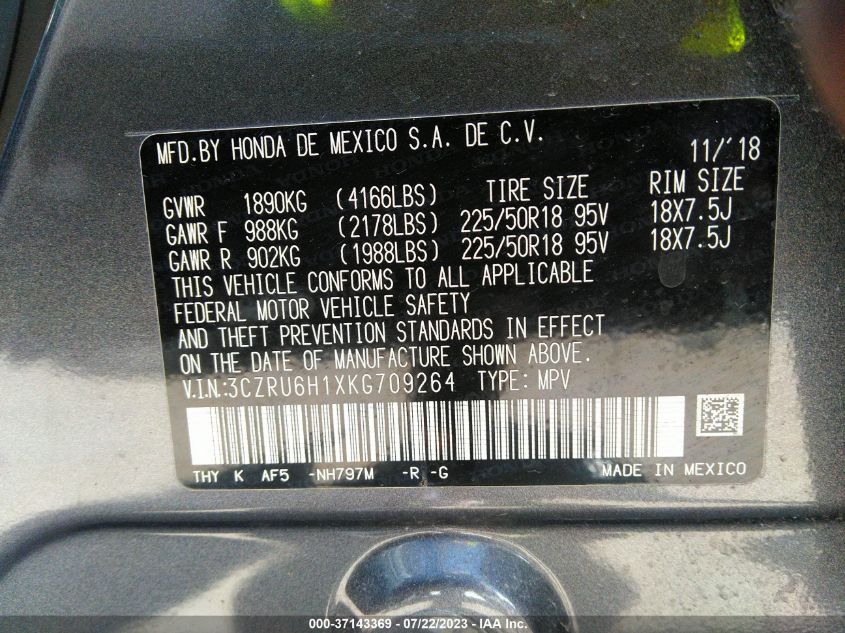 MFD.BY HONDA DE MEXICO S.A. DE C.V.
11/'18
GVWR 1890KG (4166LBS) TIRE SIZE RIM SIZE
GAWR F 988KG (2178LBS) 225/50R18 95V 18X7.5J
GAWR R 902KG (1988LBS) 225/50R18 95V 18X7.5J
THIS VEHICLE CONFORMS TO ALL APPLICABLE
FEDERAL MOTOR VEHICLE SAFETY
AND THEFT PREVENTION STANDARDS IN EFFECT
ON THE DATE OF MANUFACTURE SHOWN ABOVE.
V.I.N.:3CZRU6H1XKG709264 TYPE: MPV
THY K AF5 -NH797M -R -G MADE IN MEXICO
000-37143369 - 07/22/2023 - IAA Inc.